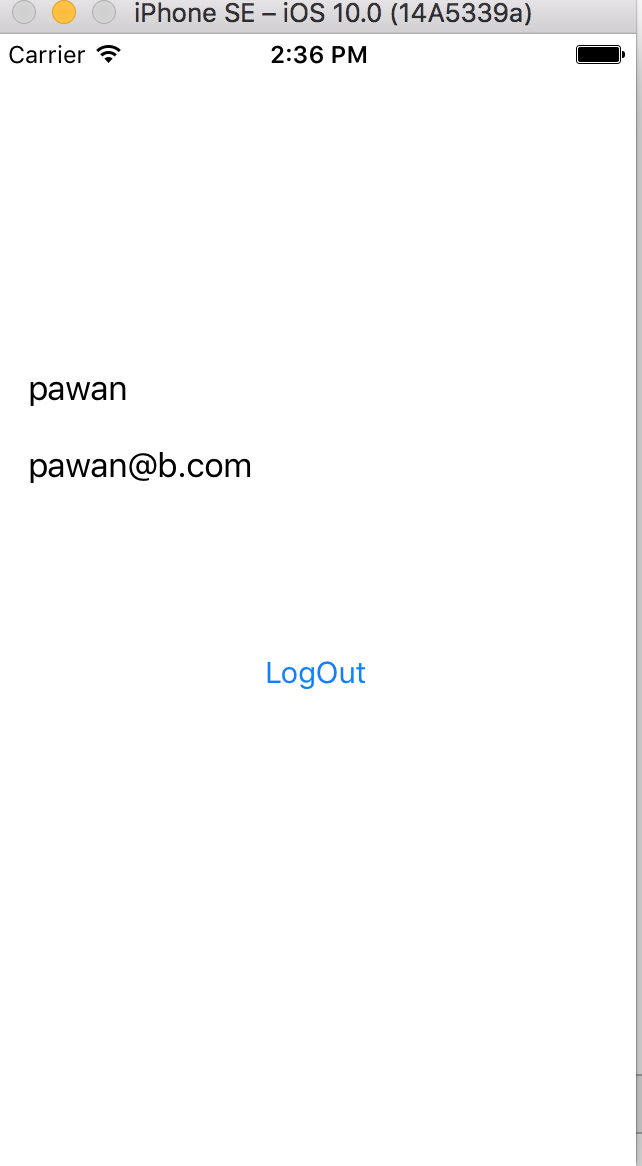 iPhone SE – iOS 10.0 (14A5339a)
Carrier 2:36 PM
pawan
pawan@b.com
LogOut